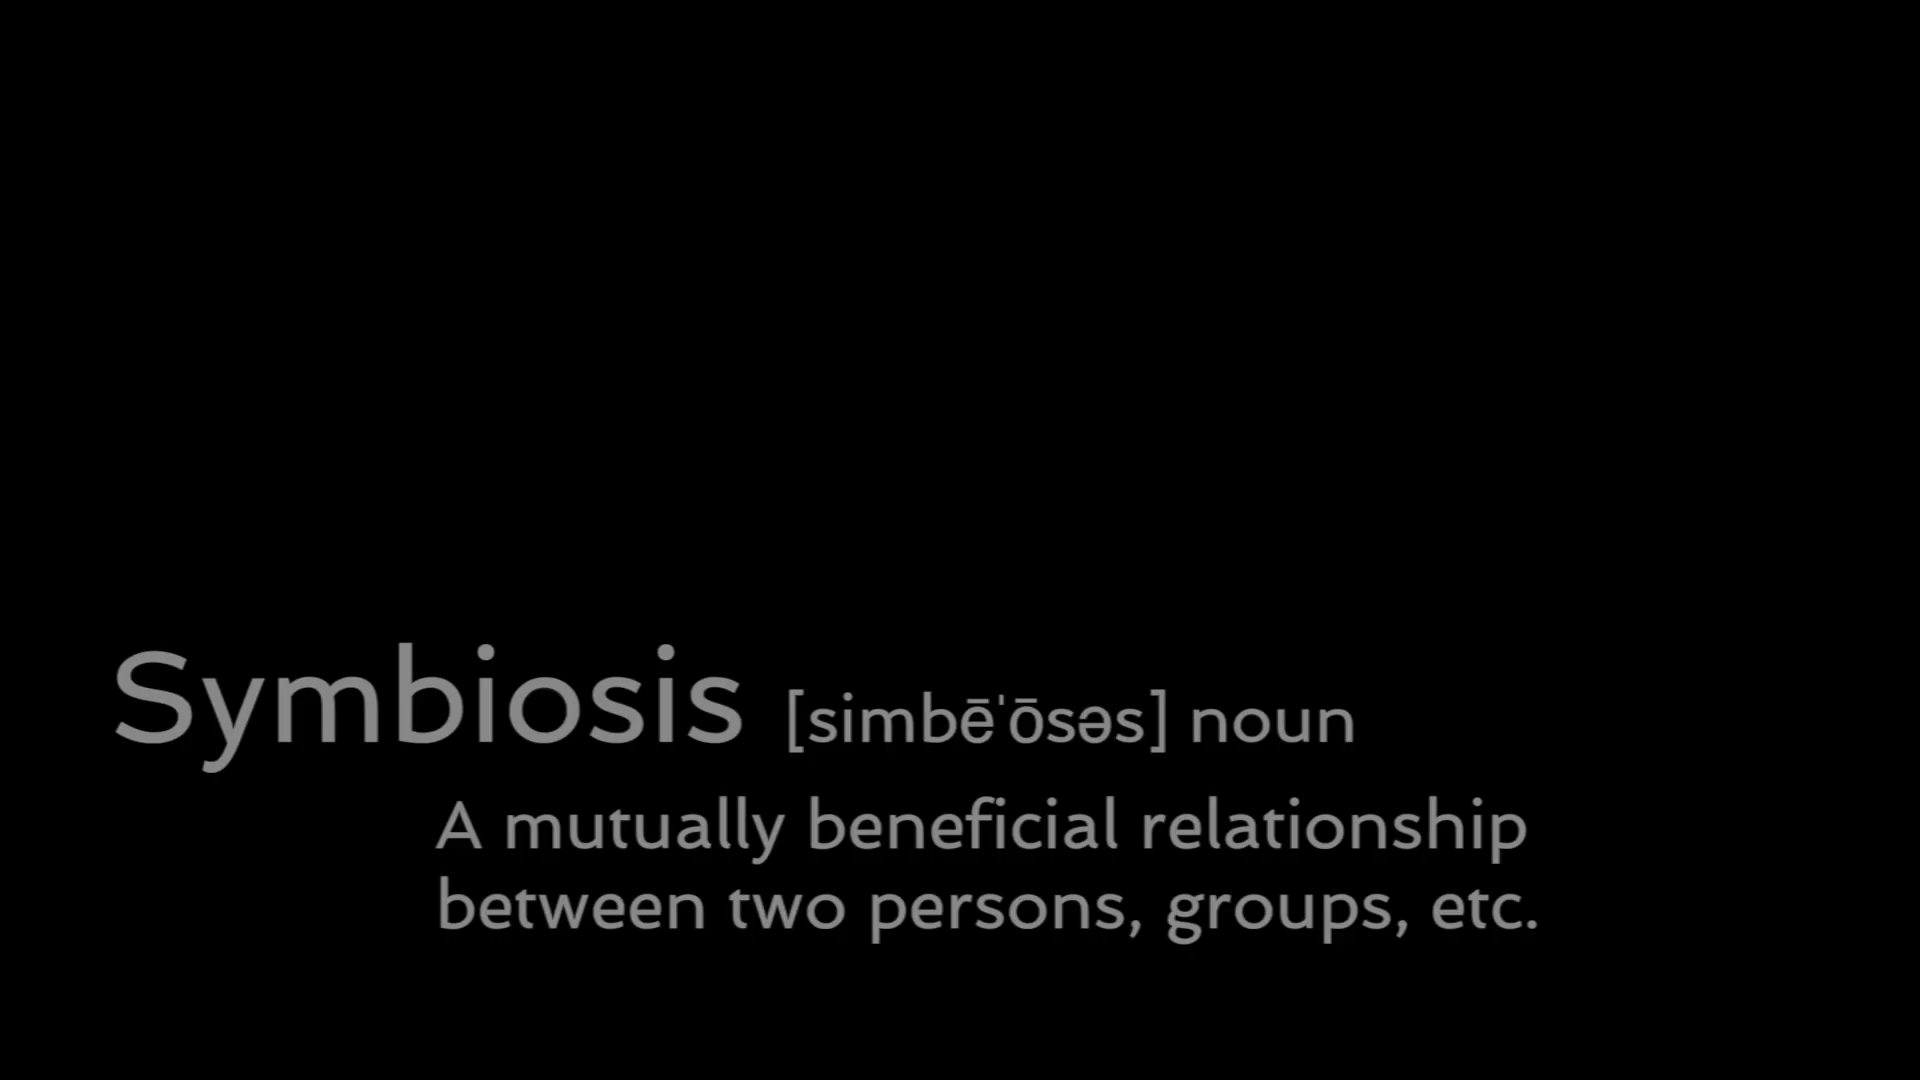 Symbiosis [simbēˈōsəs] noun
A mutually beneficial relationship
between two persons, groups, etc.